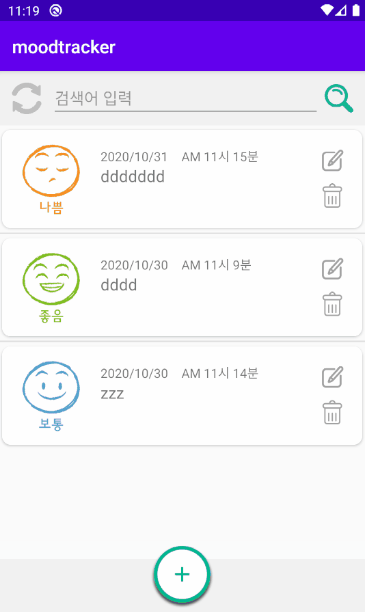 11:19
moodtracker
검색어 입력
2020/10/31 AM 11시 15분
ddddddd
나쁨
2020/10/30 AM 11시 9분
dddd
좋음
2020/10/30 AM 11시 14분
zzz
보통
+